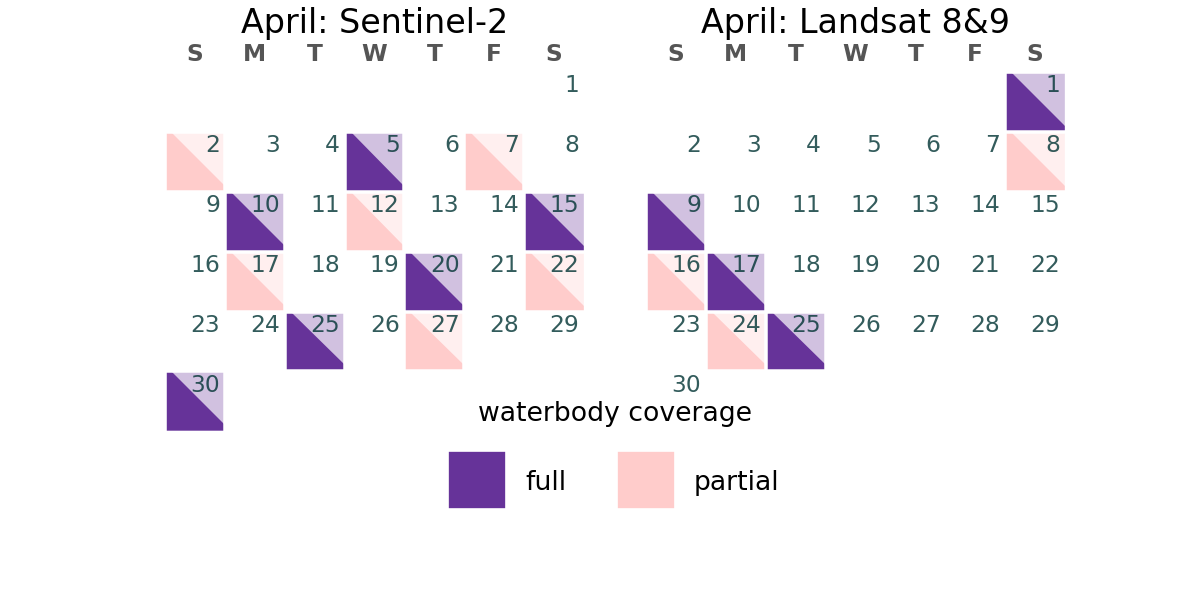 April: Sentinel-2
S M T W T F S
1
2 3 4 5 6 7 8
9 10 11 12 13 14 15
16 17 18 19 20 21 22
23 24 25 26 27 28 29
30
April: Landsat 8&9
S M T W T F S
1
2 3 4 5 6 7 8
9 10 11 12 13 14 15
16 17 18 19 20 21 22
23 24 25 26 27 28 29
30
waterbody coverage
full partial